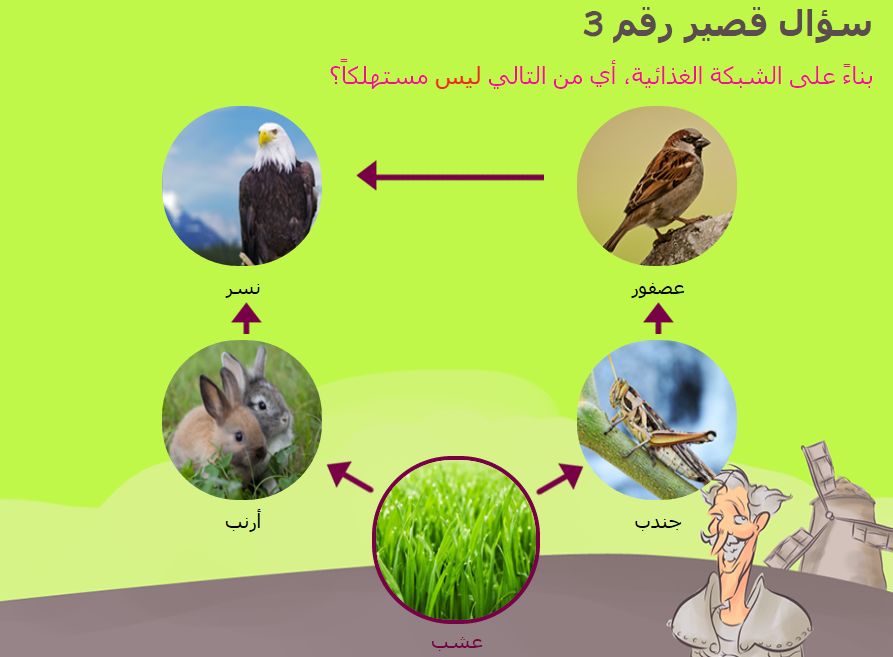 سؤال قصير رقم 3
بناءً على الشبكة الغذائية، أي من التالي ليس مستهلكاً؟
عصفور
نسر
جندب
أرنب
عشب